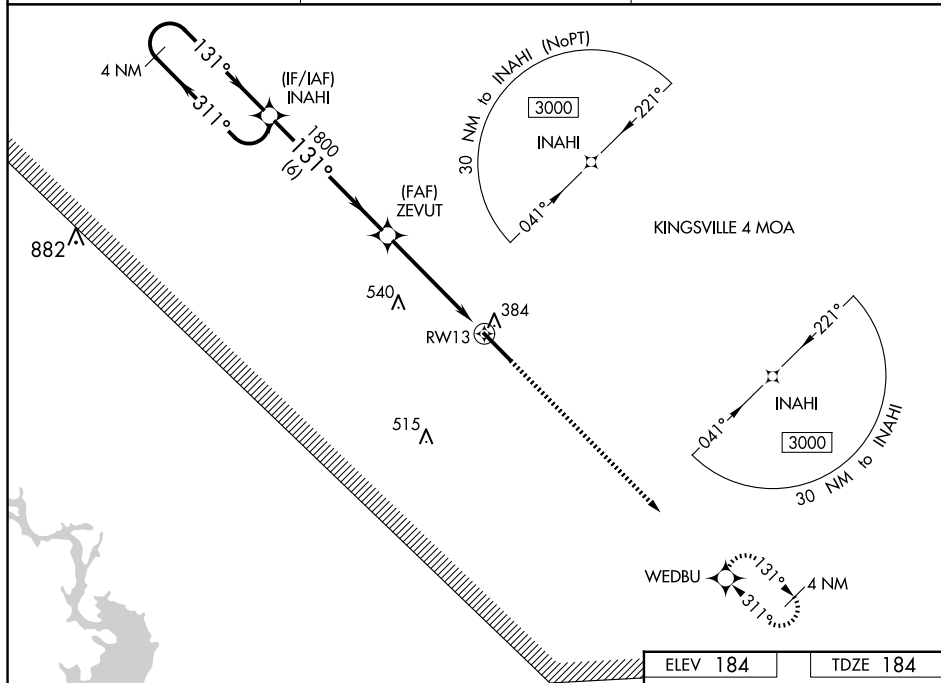 131°
4 NM
311°
(IF/IAF)
INAHI
1800
131°
(6)
(FAF)
ZEVUT
30 NM to INAHI (NoPT)
3000
INAHI
221°
041°
KINGSVILLE 4 MOA
882
540
384
RW13
515
221°
INAHI
041°
3000
30 NM to INAHI
WEDBU
131°
4 NM
311°
ELEV 184
TDZE 184